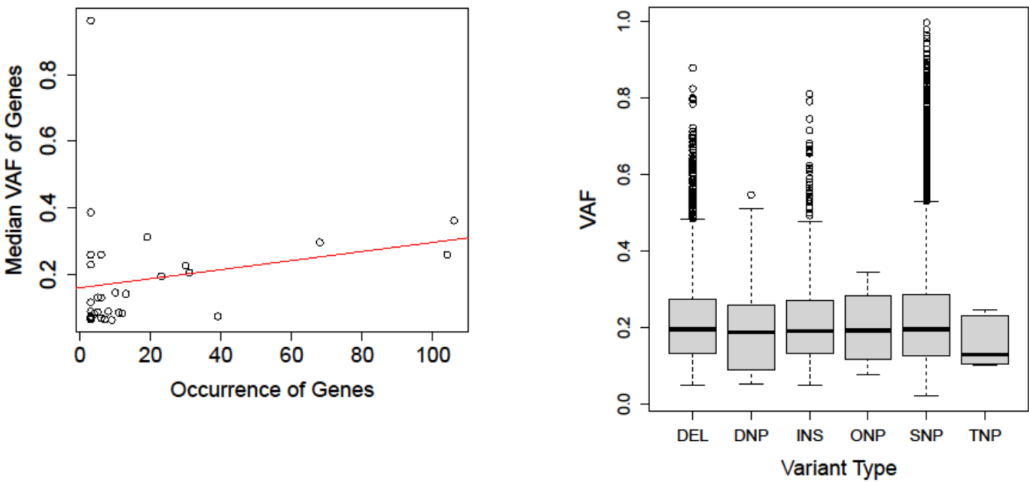 Median VAF of Genes
0.8
0.6
0.4
0.2
0 20 40 60 80 100
Occurrence of Genes
VAF
1.0
0.8
0.6
0.4
0.2
0.0
DEL DNP INS ONP SNP TNP
Variant Type